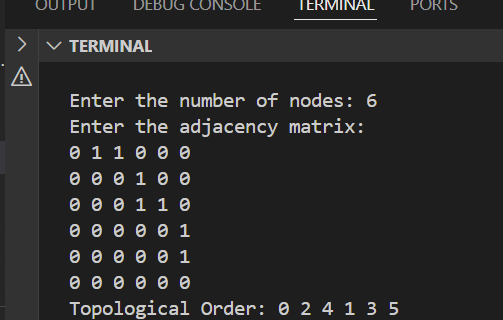 OUTPUT DEBUG CONSOLE TERMINAL PORTS
TERMINAL
Enter the number of nodes: 6
Enter the adjacency matrix:
0 1 1 0 0 0
0 0 0 1 0 0
0 0 0 1 1 0
0 0 0 0 0 1
0 0 0 0 0 1
0 0 0 0 0 0
Topological Order: 0 2 4 1 3 5